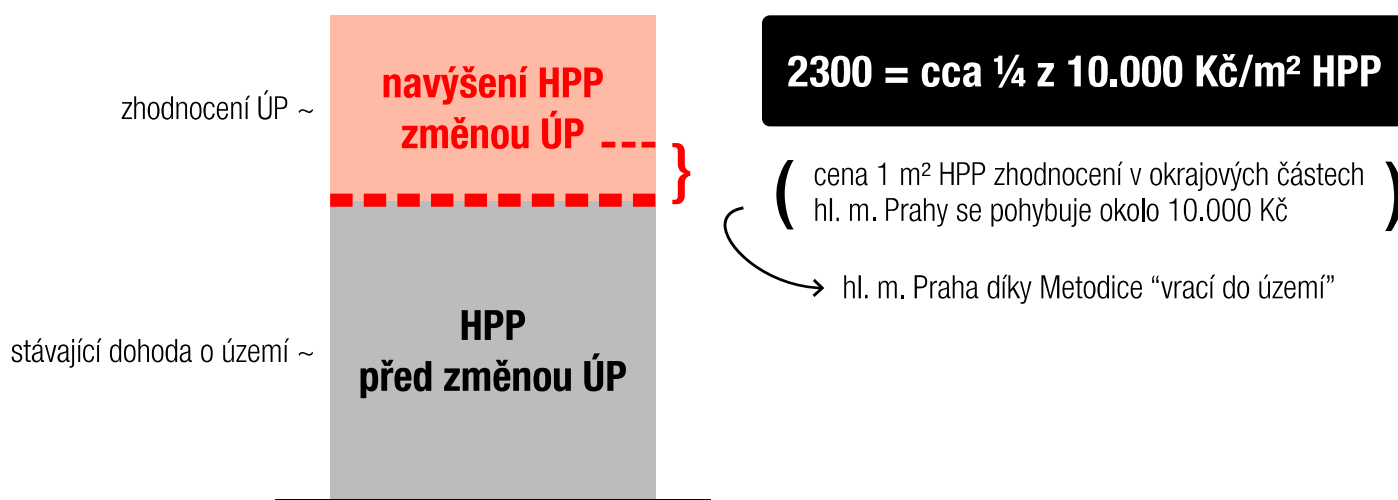 zhodnocení ÚP ~
navýšení HPP
změnou ÚP
stávající dohoda o území ~
HPP
před změnou ÚP
2300 = cca ¼ z 10.000 Kč/m² HPP
( cena 1 m² HPP zhodnocení v okrajových částech
hl. m. Prahy se pohybuje okolo 10.000 Kč )
hl. m. Praha díky Metodice “vrací do území”